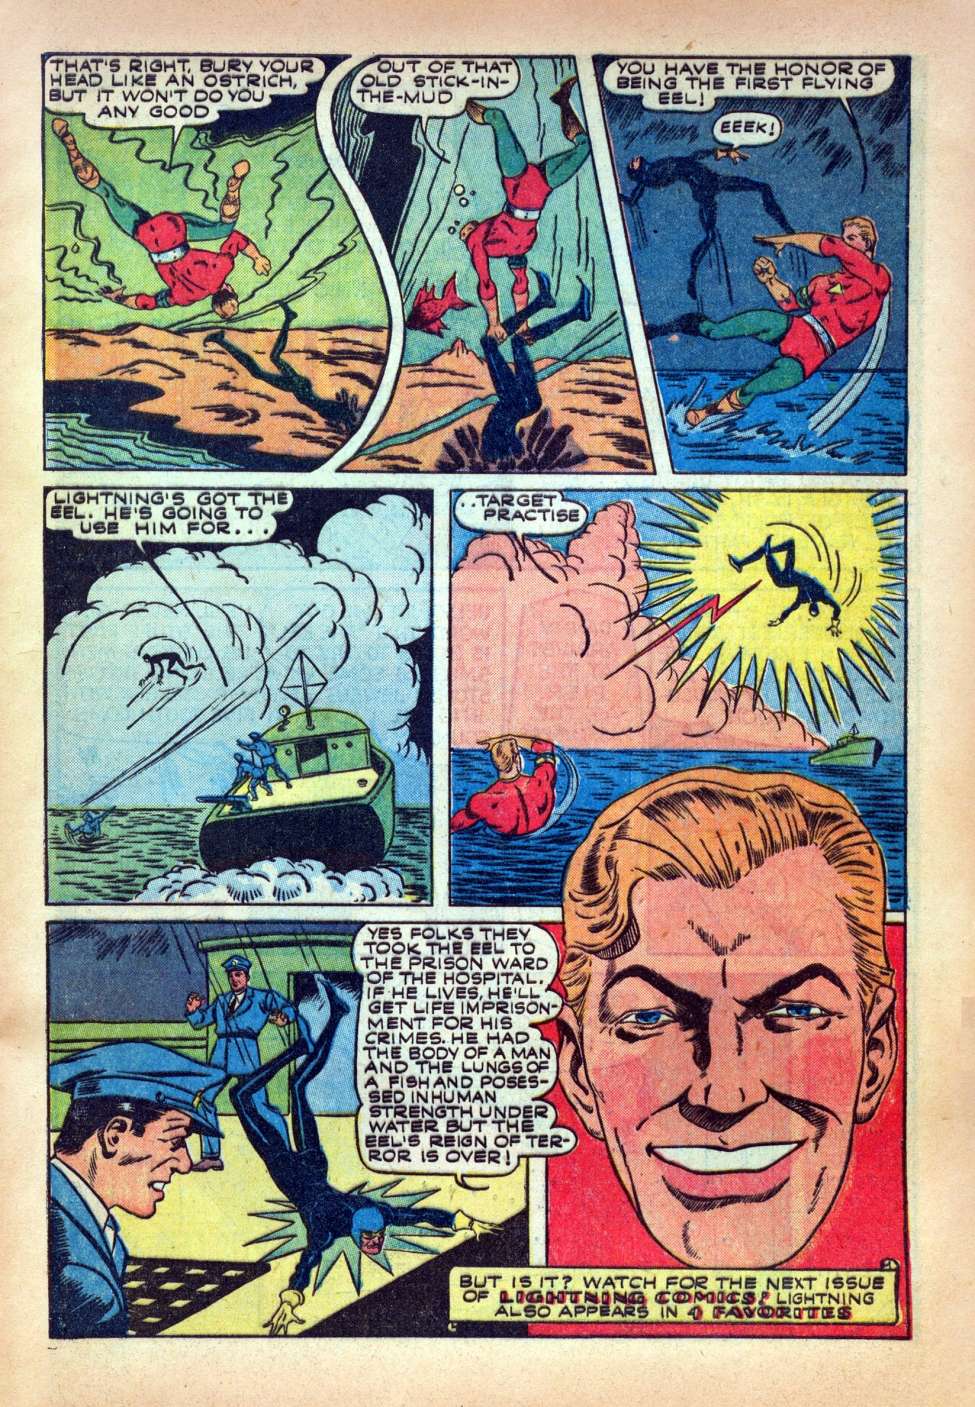 THAT'S RIGHT, BURY YOUR
HEAD LIKE AN OSTRICH,
BUT IT WON'T DO YOU
ANY GOOD
OUT OF THAT
OLD STICK-IN-
THE-MUD
YOU HAVE THE HONOR OF
BEING THE FIRST FLYING
EEL!
EEEK!
LIGHTNING'S GOT THE
EEL. HE'S GOING TO
USE HIM FOR...
..TARGET
PRACTISE
YES FOLKS THEY
TOOK THE EEL TO
THE PRISON WARD
OF THE HOSPITAL.
IF HE LIVES, HE'LL
GET LIFE IMPRISON-
MENT FOR HIS
CRIMES. HE HAD
THE BODY OF A MAN
AND THE LUNGS OF
A FISH AND POSES-
SED INHUMAN
STRENGTH UNDER
WATER BUT THE
EEL'S REIGN OF TER-
ROR IS OVER!
BUT IS IT? WATCH FOR THE NEXT ISSUE
OF LIGHTNING COMICS! LIGHTNING
ALSO APPEARS IN 4 FAVORITES